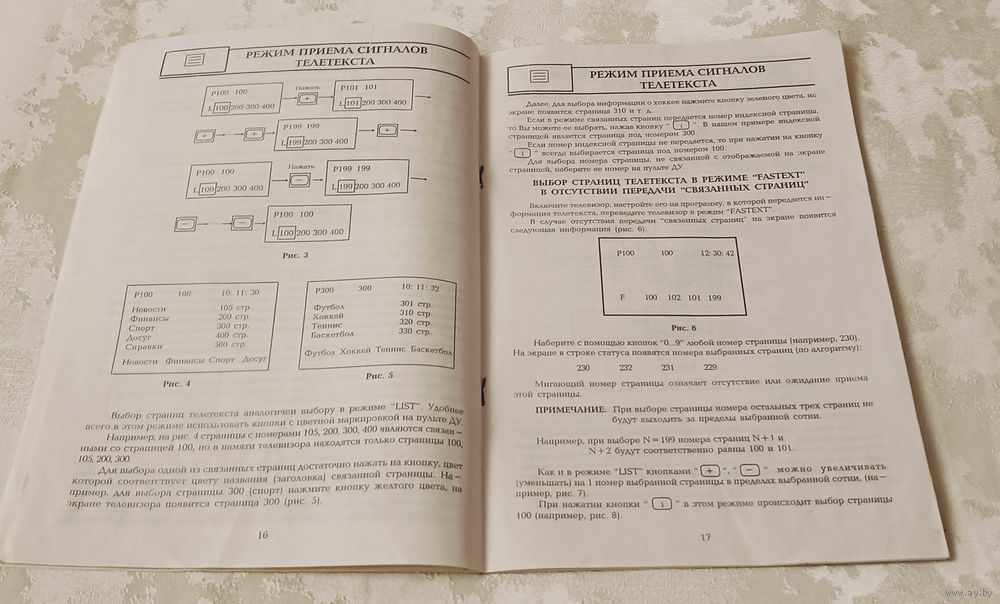 РЕЖИМ ПРИЕМА СИГНАЛОВ
ТЕЛЕТЕКСТА
P100 100
L 100 200 300 400
Нажать
+
P101 101
L 101 200 300 400
+
+
P199 199
L 199 200 300 400
+
P100 100
L 100 200 300 400
Нажать
−
P199 199
L 199 200 300 400
−
−
P100 100
L 100 200 300 400
Рис. 3
P100 100 10: 11: 30
Новости 105 стр.
Финансы 200 стр.
Спорт 300 стр.
Досуг 400 стр.
Справки 500 стр.
Новости Финансы Спорт Досуг
Рис. 4
P300 300 10: 11: 32
Футбол 301 стр.
Хоккей 310 стр.
Теннис 320 стр.
Баскетбол 330 стр.
Футбол Хоккей Теннис Баскетбол
Рис. 5
Выбор страниц телетекста аналогичен выбору в режиме "LIST". Удобнее
всего в этом режиме использовать кнопки с цветной маркировкой на пульте ДУ.
Например, на рис. 4 страницы с номерами 105, 200, 300, 400 являются связан—
ными со страницей 100, но в памяти телевизора находятся только страницы 100,
105, 200, 300.
Для выбора одной из связанных страниц достаточно нажать на кнопку, цвет
которой соответствует цвету названия (заголовка) связанной страницы. На—
пример, для выбора страницы 300 (спорт) нажмите кнопку желтого цвета, на
экране телевизора появится страница 300 (рис. 5).
16
РЕЖИМ ПРИЕМА СИГНАЛОВ
ТЕЛЕТЕКСТА
Далее, для выбора информации о хоккее нажмите кнопку зеленого цвета, на
экране появится страница 310 и т. д.
Если в режиме связанных страниц передается номер индексной страницы,
то Вы можете ее выбрать, нажав кнопку " i ". В нашем примере индексной
страницей является страница под номером 300.
Если номер индексной страницы не передается, то при нажатии на кнопку
" i " всегда выбирается страница под номером 100.
Для выбора номера страницы, не связанной с отображаемой на экране
страницей, наберите ее номер на пульте ДУ.
ВЫБОР СТРАНИЦ ТЕЛЕТЕКСТА В РЕЖИМЕ "FASTEXT"
В ОТСУТСТВИИ ПЕРЕДАЧИ "СВЯЗАННЫХ СТРАНИЦ"
Включите телевизор, настройте его на программу, в которой передается ин—
формация телетекста, переведите телевизор в режим "FASTEXT".
В случае отсутствия передачи "связанных страниц" на экране появится
следующая информация (рис. 6).
P100 100 12: 30: 42
F 100 102 101 199
Рис. 6
Наберите с помощью кнопок "0...9" любой номер страницы (например, 230).
На экране в строке статуса появятся номера выбранных страниц (по алгоритму):
230 232 231 229
Мигающий номер страницы означает отсутствие или ожидание приема
этой страницы.
ПРИМЕЧАНИЕ. При выборе страницы номера остальных трех страниц не
будут выходить за пределы выбранной сотни.
Например, при выборе N=199 номера страниц N+1 и
N+2 будут соответственно равны 100 и 101.
Как и в режиме "LIST" кнопками " + ", " − " можно увеличивать
(уменьшать) на 1 номер выбранной страницы в пределах выбранной сотни, (на—
пример, рис. 7).
При нажатии кнопки " i " в этом режиме происходит выбор страницы
100 (например, рис. 8).
17
www.ay.by